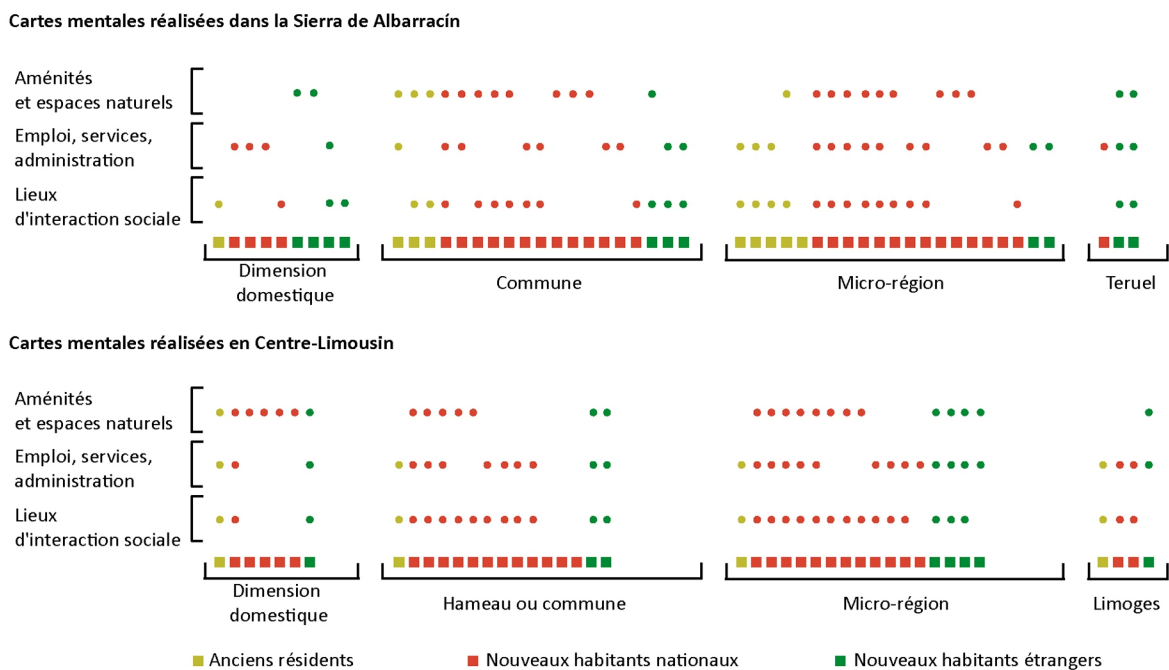 Cartes mentales réalisées dans la Sierra de Albarracín
Aménités
et espaces naturels
Emploi, services,
administration
Lieux
d'interaction sociale
Dimension
domestique
Commune
Micro-région
Teruel
Cartes mentales réalisées en Centre-Limousin
Aménités
et espaces naturels
Emploi, services,
administration
Lieux
d'interaction sociale
Dimension
domestique
Hameau ou commune
Micro-région
Limoges
Anciens résidents
Nouveaux habitants nationaux
Nouveaux habitants étrangers